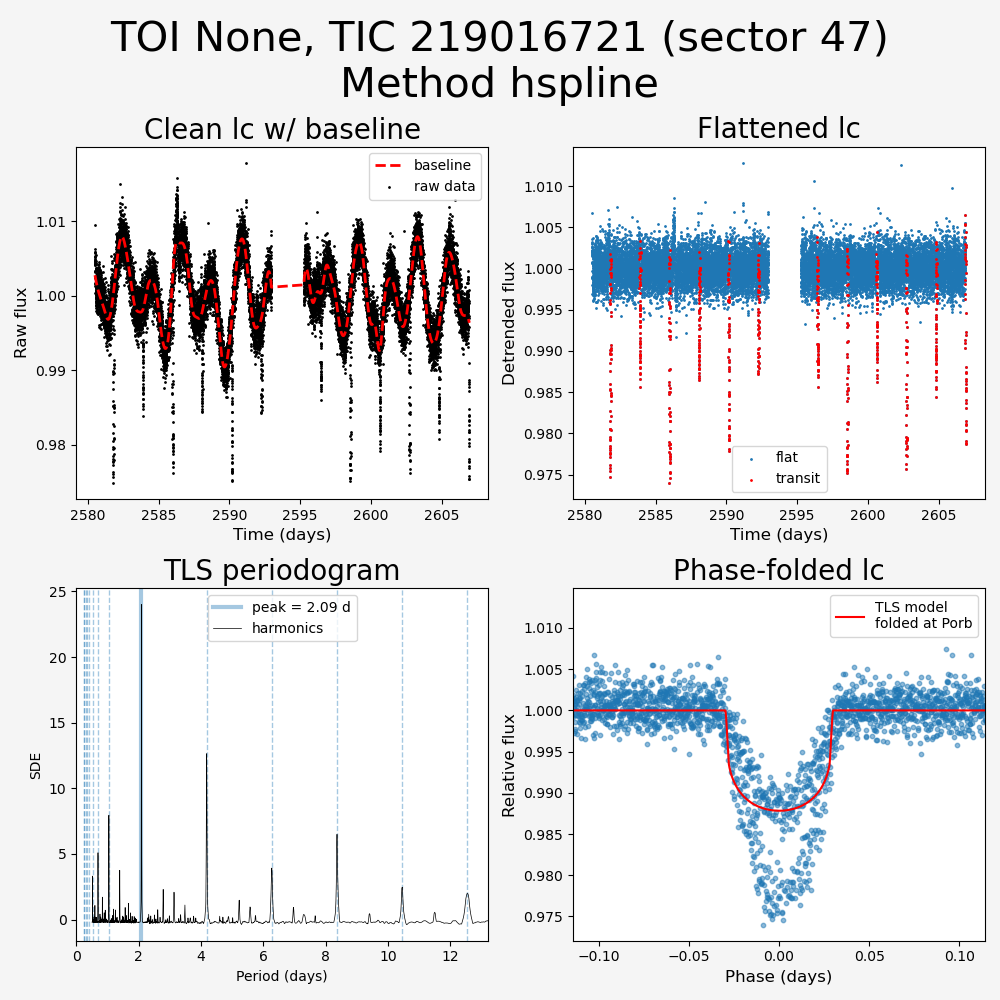 TOI None, TIC 219016721 (sector 47)
Method hspline
Clean lc w/ baseline
Raw flux
1.01
1.00
0.99
0.98
baseline
raw data
2580
2585
2590
2595
2600
2605
Time (days)
Flattened lc
Detrended flux
1.010
1.005
1.000
0.995
0.990
0.985
0.980
0.975
flat
transit
2580
2585
2590
2595
2600
2605
Time (days)
TLS periodogram
SDE
25
20
15
10
5
0
peak = 2.09 d
harmonics
0
2
4
6
8
10
12
Period (days)
Phase-folded lc
Relative flux
1.010
1.005
1.000
0.995
0.990
0.985
0.980
0.975
TLS model
folded at Porb
−0.10
−0.05
0.00
0.05
0.10
Phase (days)